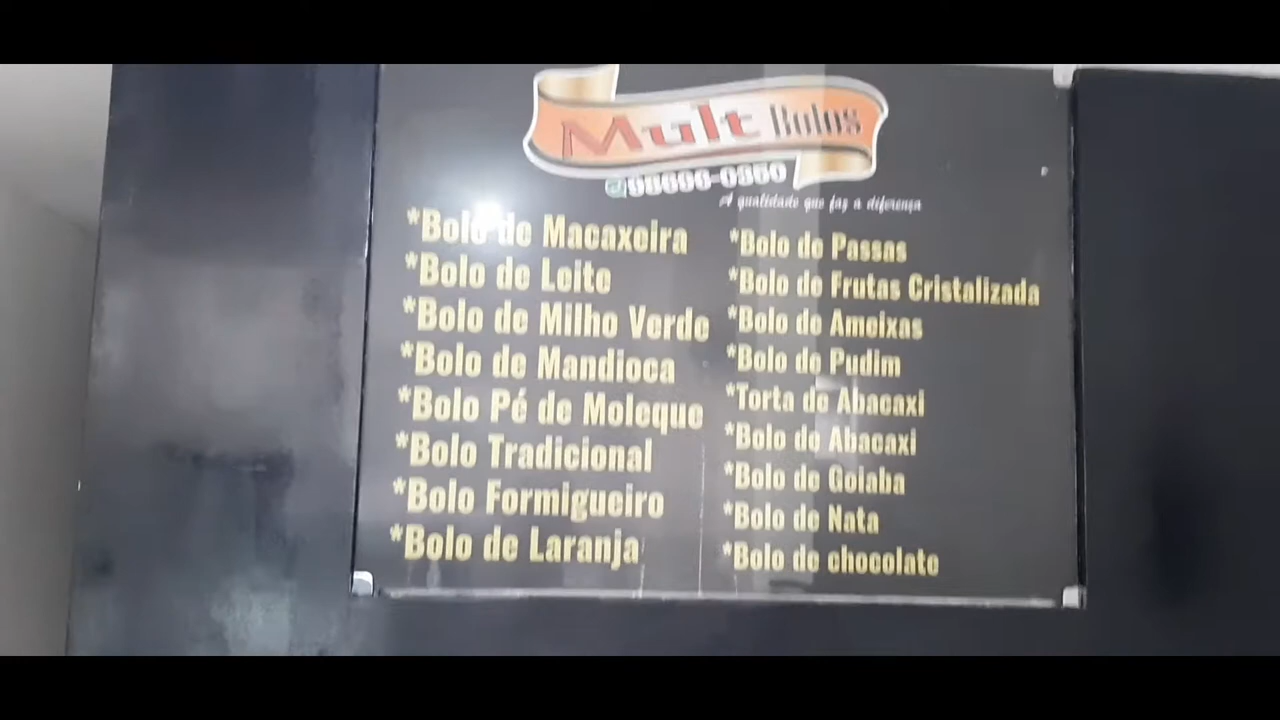 Mult Bolos
98696-0960
A qualidade que faz a diferença
*Bolo de Macaxeira
*Bolo de Leite
*Bolo de Milho Verde
*Bolo de Mandioca
*Bolo Pé de Moleque
*Bolo Tradicional
*Bolo Formigueiro
*Bolo de Laranja
*Bolo de Passas
*Bolo de Frutas Cristalizada
*Bolo de Ameixas
*Bolo de Pudim
*Torta de Abacaxi
*Bolo de Abacaxi
*Bolo de Goiaba
*Bolo de Nata
*Bolo de chocolate